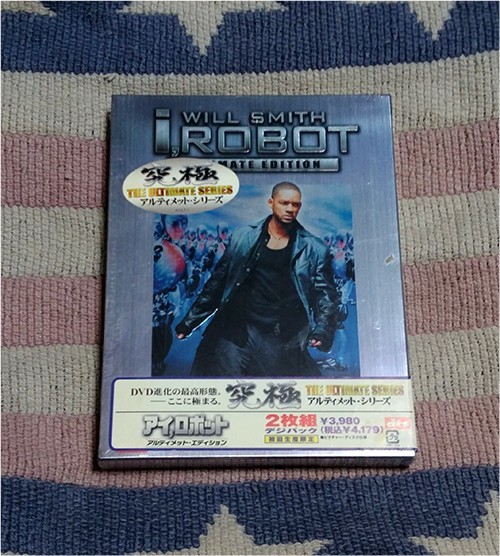 WILL SMITH
i,ROBOT
MATE EDITION
究極
THE ULTIMATE SERIES
アルティメット・シリーズ
DVD進化の最高形態。
ここに極まる。
究極
THE ULTIMATE SERIES
アルティメット・シリーズ
アイ,ロボット
アルティメット・エディション
2枚組
デジパック
初回生産限定
¥3,980
(税込¥4,179)
dts